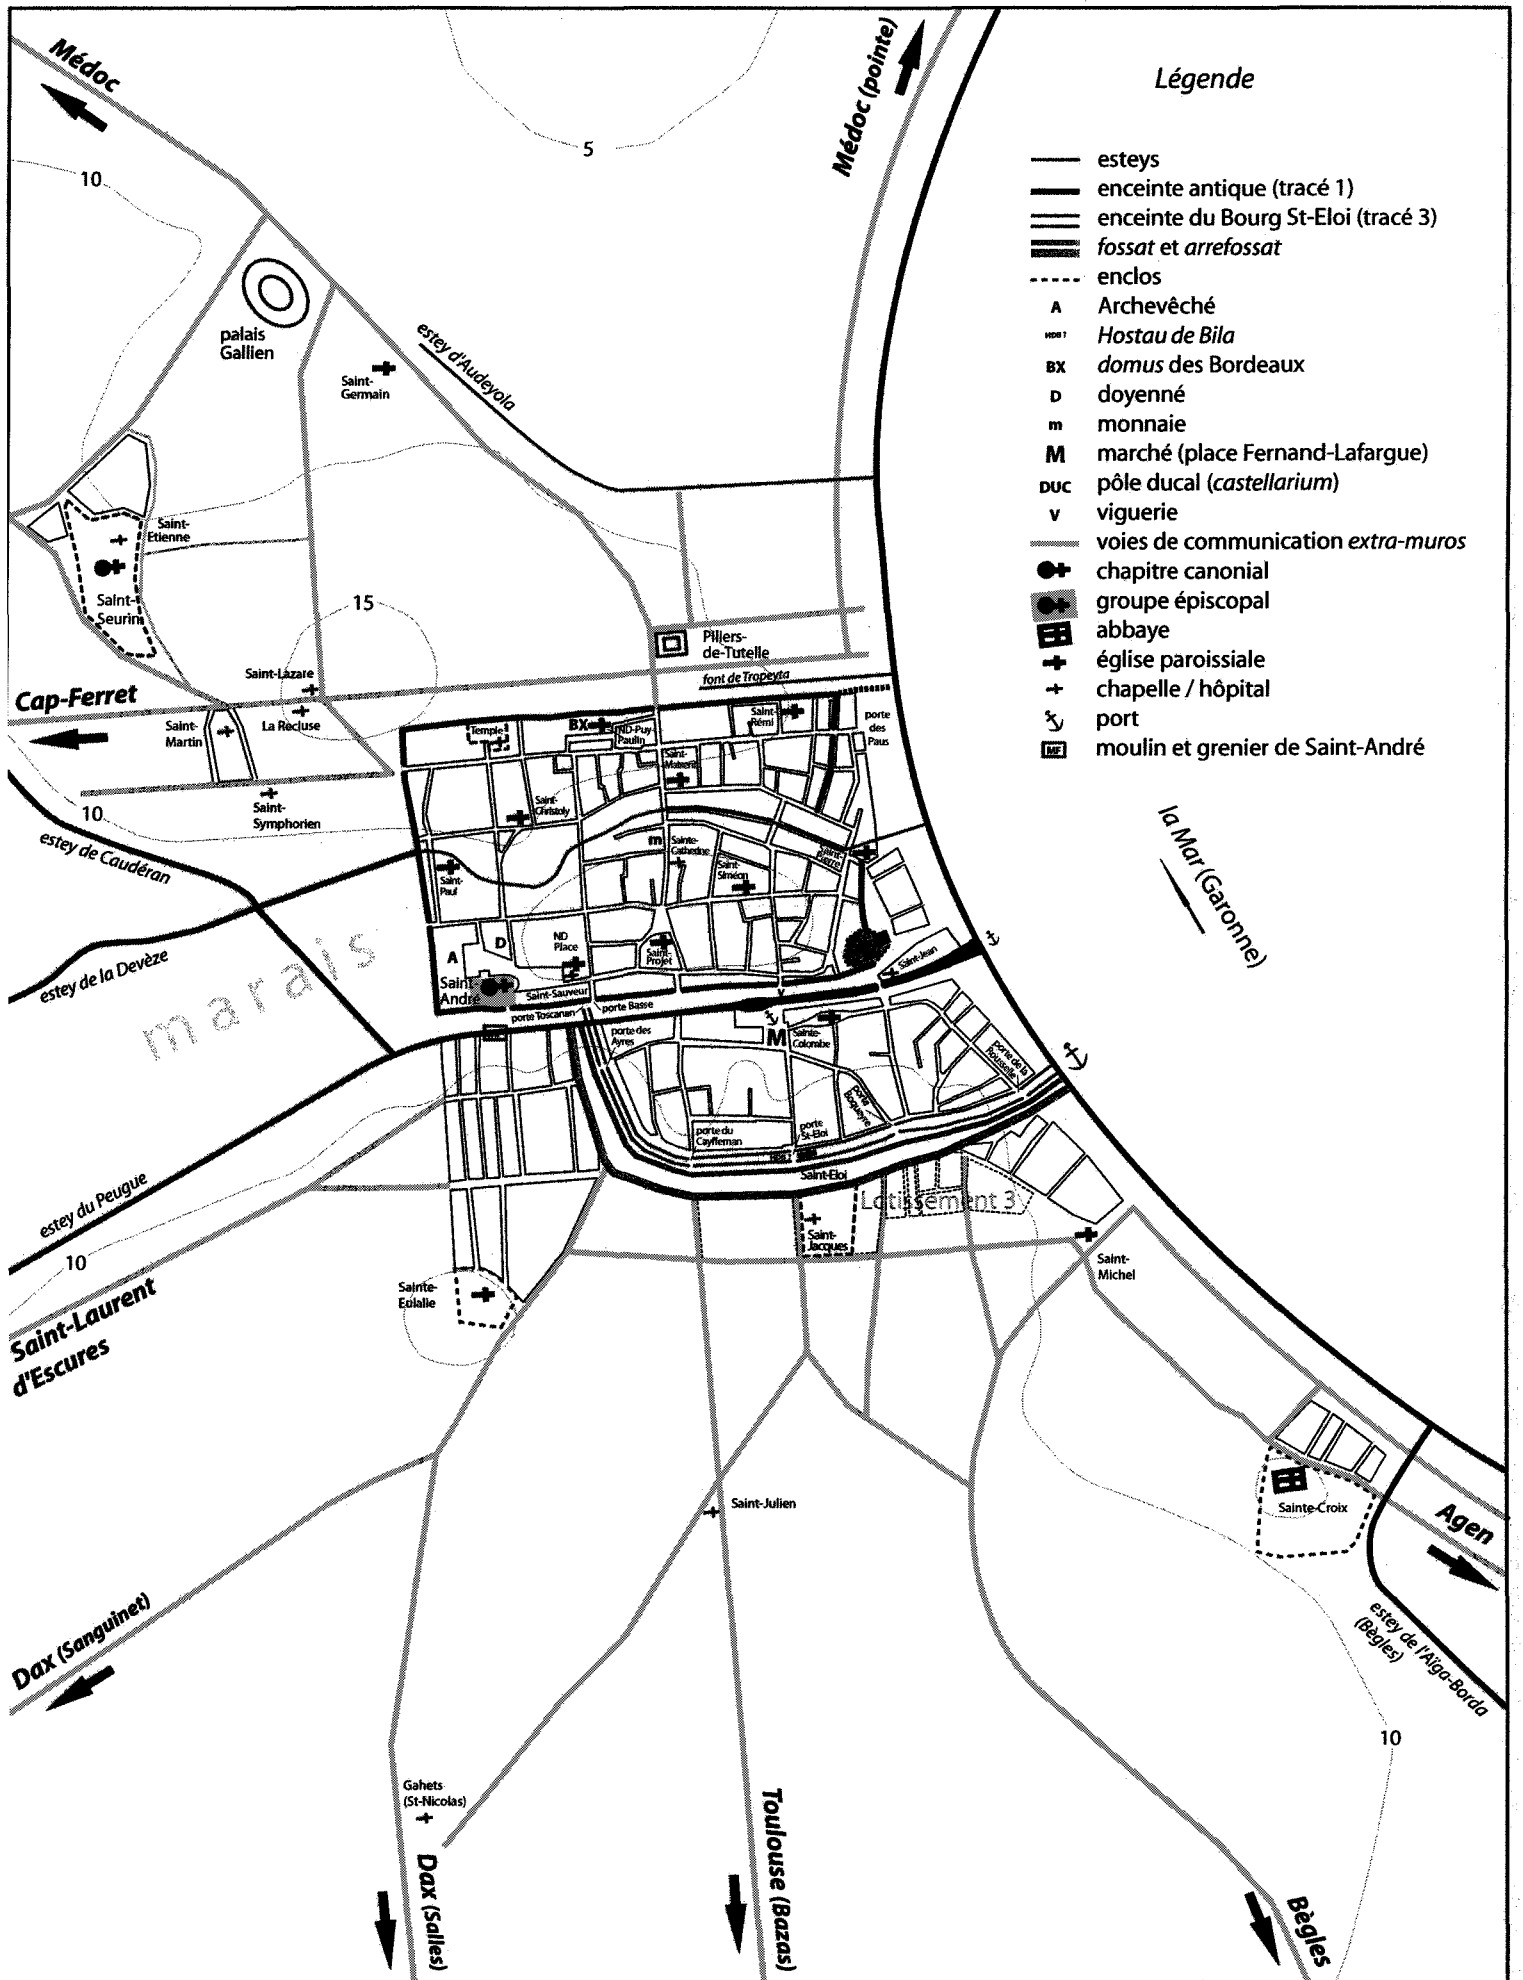 Médoc
Médoc (pointe)
5
10
Légende
esteys
enceinte antique (tracé 1)
enceinte du Bourg St-Eloi (tracé 3)
fossat et arrefossat
enclos
A Archevêché
HDB? Hostau de Bila
BX domus des Bordeaux
D doyenné
m monnaie
M marché (place Fernand-Lafargue)
DUC pôle ducal (castellarium)
V viguerie
voies de communication extra-muros
chapitre canonial
groupe épiscopal
abbaye
église paroissiale
chapelle / hôpital
port
MF moulin et grenier de Saint-André
palais
Gallien
Saint-
Germain
estey d'Audeyola
Saint-
Etienne
Saint-
Seurin
15
Pillers-
de-Tutelle
font de Tropeyta
Saint-Lazare
La Recluse
Cap-Ferret
Saint-
Martin
Saint-
Symphorien
10
estey de Caudéran
estey de la Devèze
marais
Temple
BX
ND-Puy-
Paulin
Saint-
Rémi
porte
des
Paus
Saint-
Maixent
Saint-
Christoly
m
Sainte-
Catherine
Saint-
Siméon
Saint-
Pierre
Saint-
Paul
A
D
ND
Place
Saint-
Projet
Saint-Jean
Saint-
André
Saint-Sauveur
porte Toscanan
porte Basse
V
MF
porte des
Ayres
M
Sainte-
Colombe
porte de la
Rousselle
porte
Bogueyre
porte du
Cayffernan
porte
St-Eloi
HDB?
Saint-Eloi
Lotissement 3
Saint-
Jacques
Saint-
Michel
la Mar (Garonne)
estey du Peugue
10
Saint-Laurent
d'Escures
Sainte-
Eulalie
Saint-Julien
Sainte-Croix
Agen
estey de l'Aïga-Borda
(Bègles)
10
Dax (Sanguinet)
Gahets
(St-Nicolas)
Dax (Salles)
Toulouse (Bazas)
Bègles